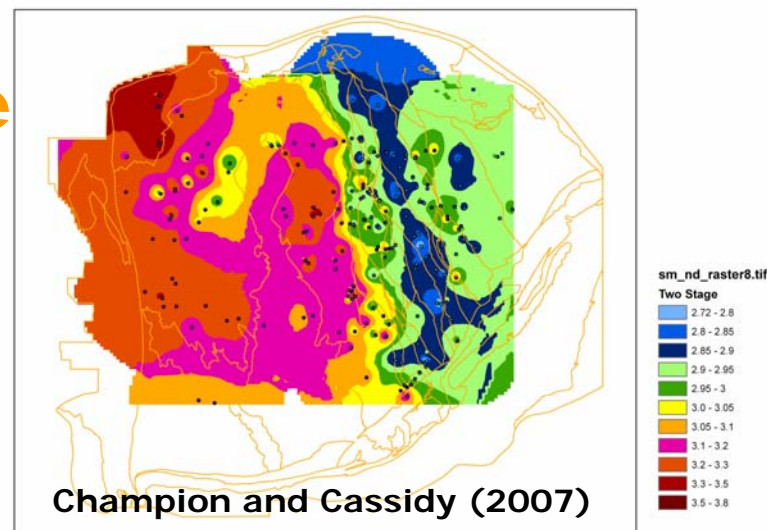 e
sm_nd_raster8.tif
Two Stage
2.72 - 2.8
2.8 - 2.85
2.85 - 2.9
2.9 - 2.95
2.95 - 3
3.0 - 3.05
3.05 - 3.1
3.1 - 3.2
3.2 - 3.3
3.3 - 3.5
3.5 - 3.8
Champion and Cassidy (2007)